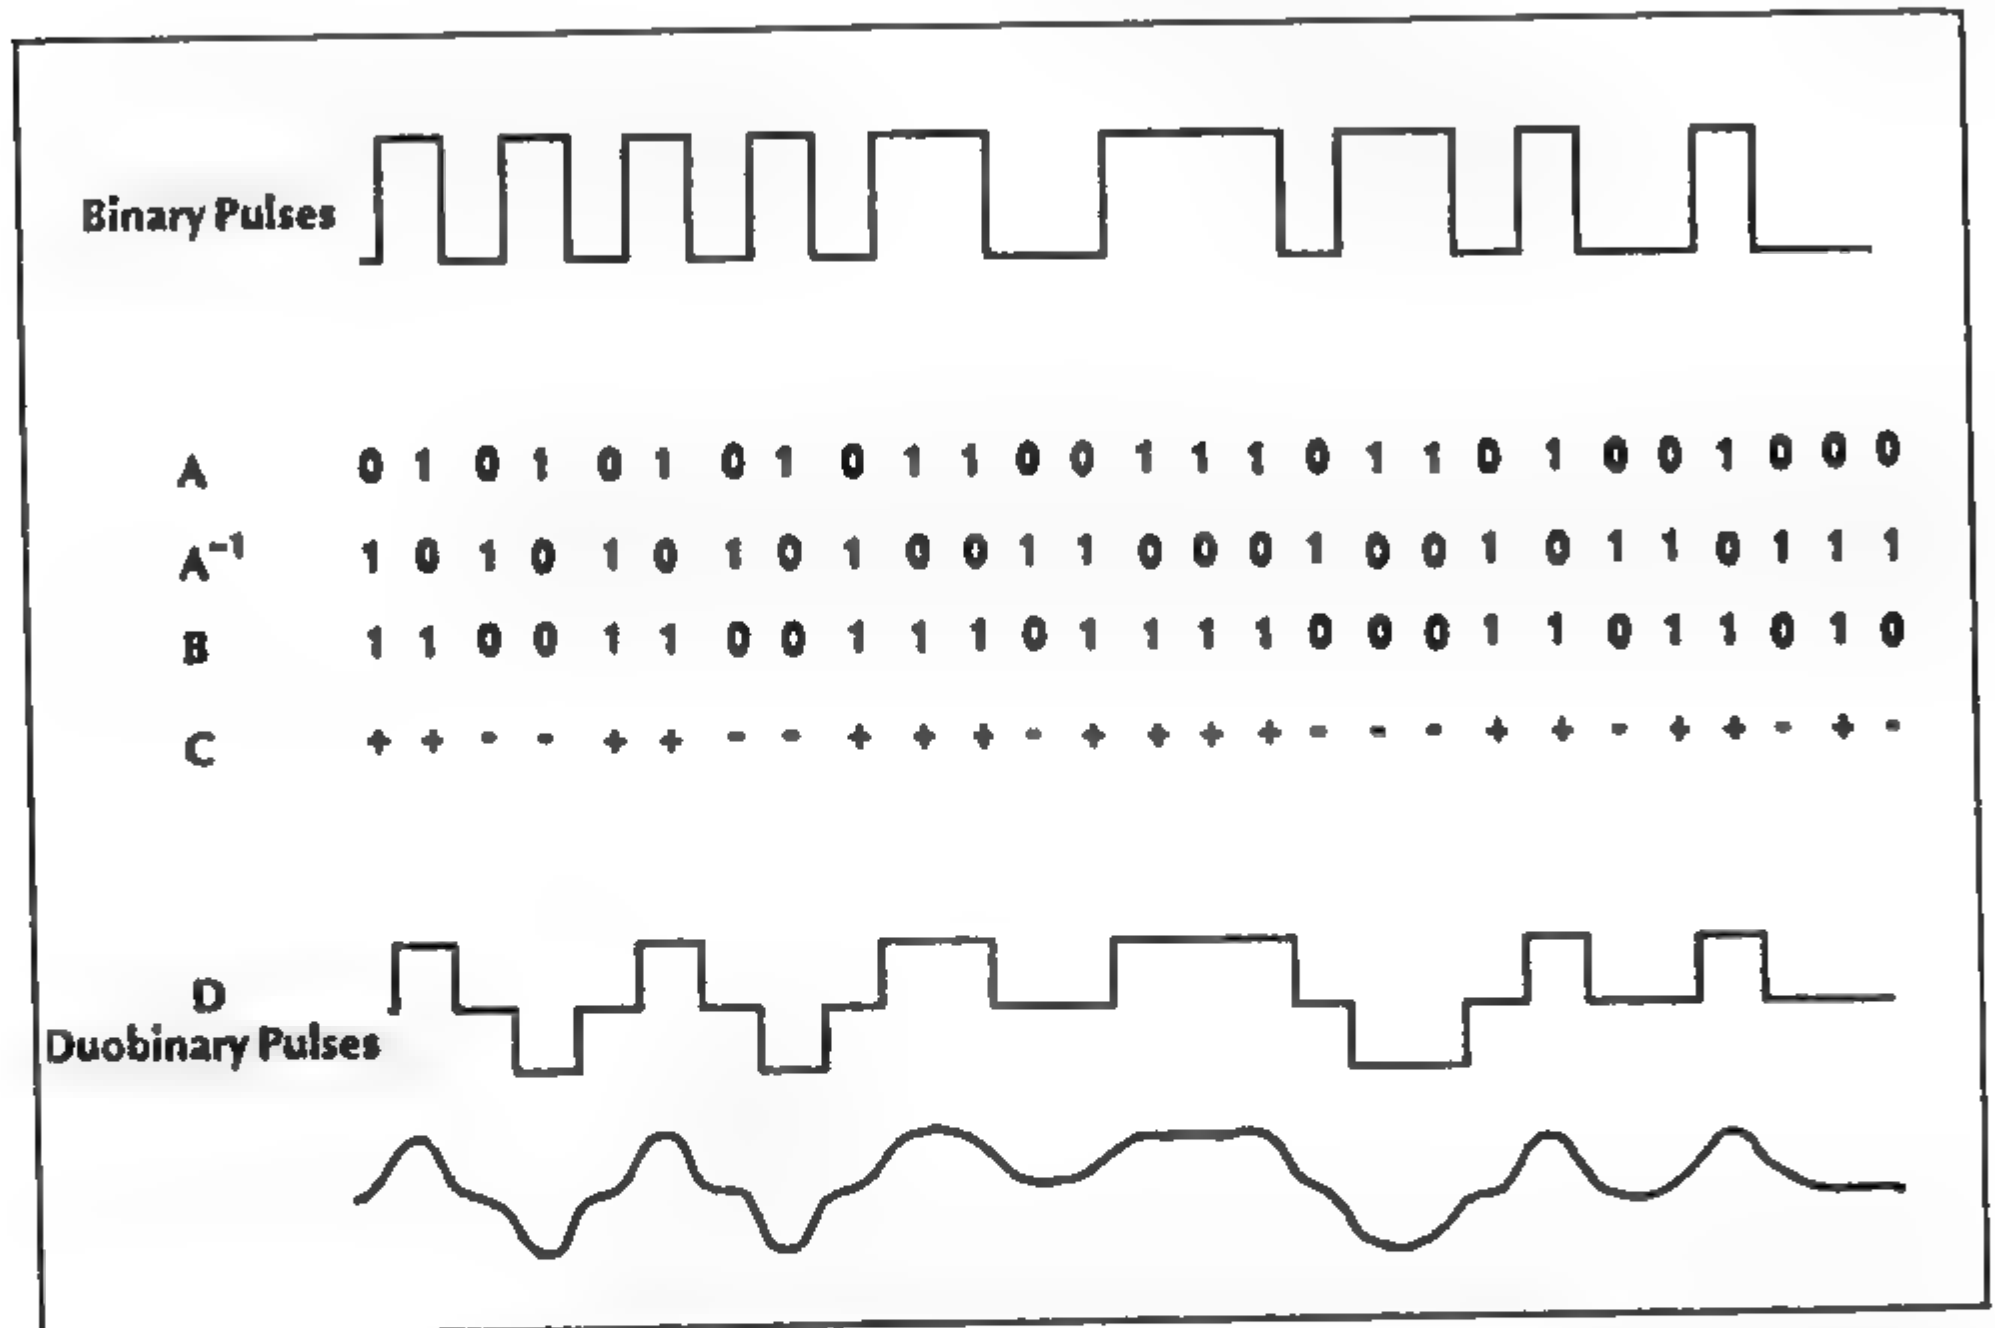 Binary Pulses
A 0 1 0 1 0 1 0 1 0 1 1 0 0 1 1 1 0 1 1 0 1 0 0 1 0 0 0
A⁻¹ 1 0 1 0 1 0 1 0 1 0 0 1 1 0 0 0 1 0 0 1 0 1 1 0 1 1 1
B 1 1 0 0 1 1 0 0 1 1 1 0 1 1 1 1 0 0 0 1 1 0 1 1 0 1 0
C + + - - + + - - + + + - + + + + - - - + + - + + - + -
D
Duobinary Pulses